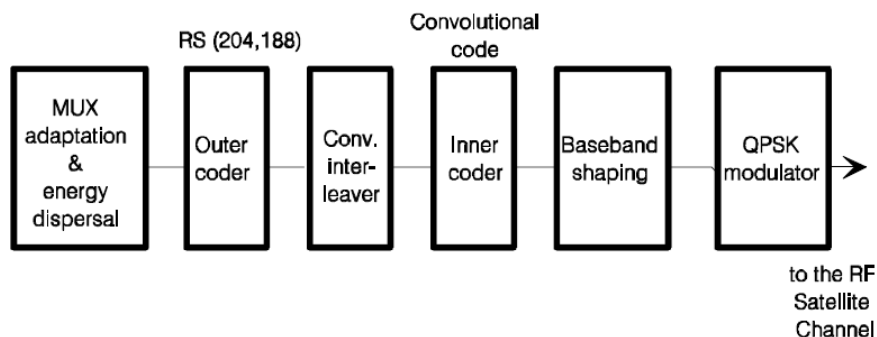 RS (204,188)
Convolutional
code
MUX
adaptation
&
energy
dispersal
Outer
coder
Conv.
inter-
leaver
Inner
coder
Baseband
shaping
QPSK
modulator
to the RF
Satellite
Channel